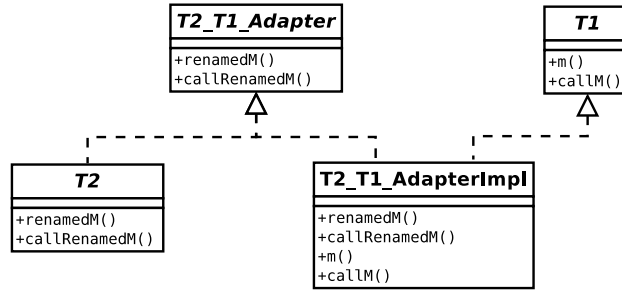 T2_T1_Adapter
+renamedM()
+callRenamedM()
T1
+m()
+callM()
T2
+renamedM()
+callRenamedM()
T2_T1_AdapterImpl
+renamedM()
+callRenamedM()
+m()
+callM()